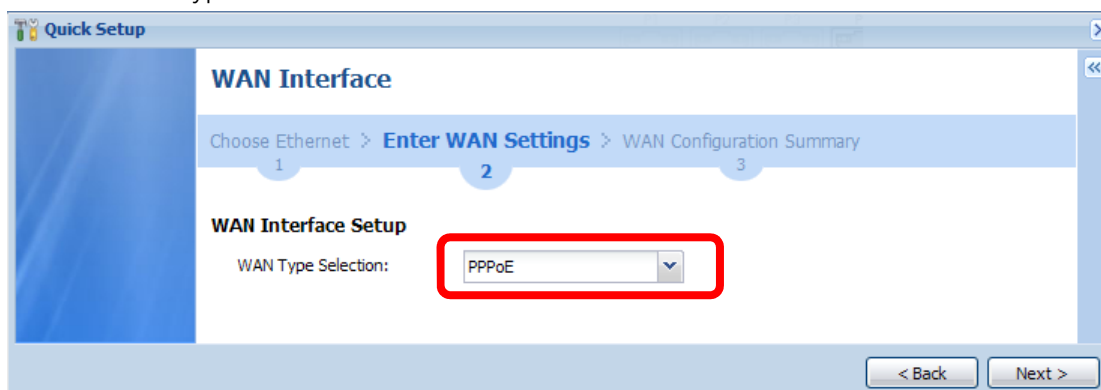 Quick Setup
WAN Interface
Choose Ethernet > Enter WAN Settings > WAN Configuration Summary
1 2 3
WAN Interface Setup
WAN Type Selection: PPPoE
< Back Next >